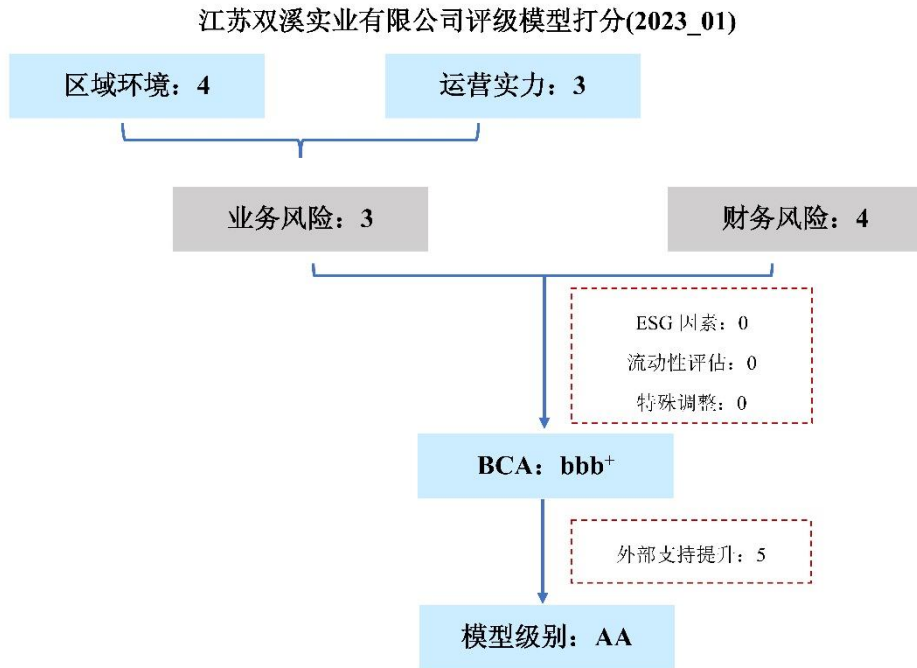 江苏双溪实业有限公司评级模型打分(2023_01)
区域环境：4
运营实力：3
业务风险：3
财务风险：4
ESG 因素：0
流动性评估：0
特殊调整：0
BCA：bbb⁺
外部支持提升：5
模型级别：AA